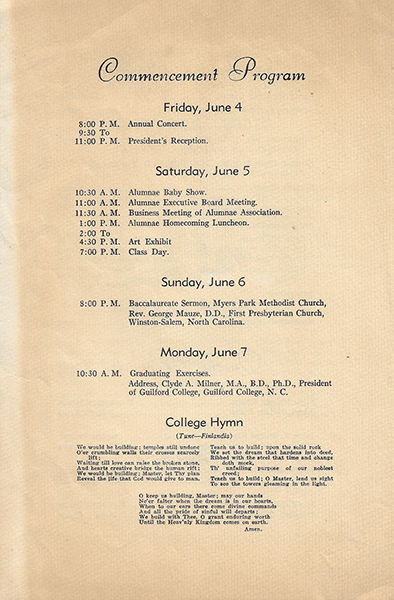 Commencement Program
Friday, June 4
8:00 P. M. Annual Concert.
9:30 To
11:00 P. M. President's Reception.
Saturday, June 5
10:30 A. M. Alumnae Baby Show.
11:00 A. M. Alumnae Executive Board Meeting.
11:30 A. M. Business Meeting of Alumnae Association.
1:00 P. M. Alumnae Homecoming Luncheon.
2:00 To
4:30 P. M. Art Exhibit
7:00 P. M. Class Day.
Sunday, June 6
8:00 P. M. Baccalaureate Sermon, Myers Park Methodist Church,
Rev. George Mauze, D.D., First Presbyterian Church,
Winston-Salem, North Carolina.
Monday, June 7
10:30 A. M. Graduating Exercises.
Address, Clyde A. Milner, M.A., B.D., Ph.D., President
of Guilford College, Guilford College, N. C.
College Hymn
(Tune—Finlandia)
We would be building; temples still undone
O'er crumbling walls their crosses scarcely
lift;
Waiting till love can raise the broken stone,
And hearts creative bridge the human rift;
We would be building; Master, let Thy plan
Reveal the life that God would give to man.
Teach us to build; upon the solid rock
We set the dream that hardens into deed,
Ribbed with the steel that time and change
doth mock,
Th' unfailing purpose of our noblest
creed;
Teach us to build; O Master, lend us sight
To see the towers gleaming in the light.
O keep us building, Master; may our hands
Ne'er falter when the dream is in our hearts,
When to our ears there come divine commands
And all the pride of sinful will departs;
We build with Thee, O grant enduring worth
Until the Heav'nly Kingdom comes on earth.
Amen.